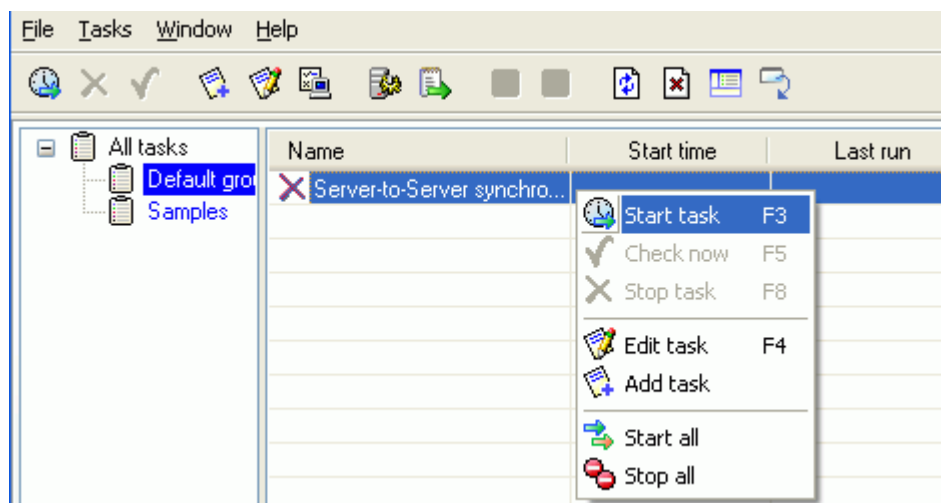 File Tasks Window Help
All tasks
Default grou
Samples
Name Start time Last run
Server-to-Server synchro...
Start task F3
Check now F5
Stop task F8
Edit task F4
Add task
Start all
Stop all